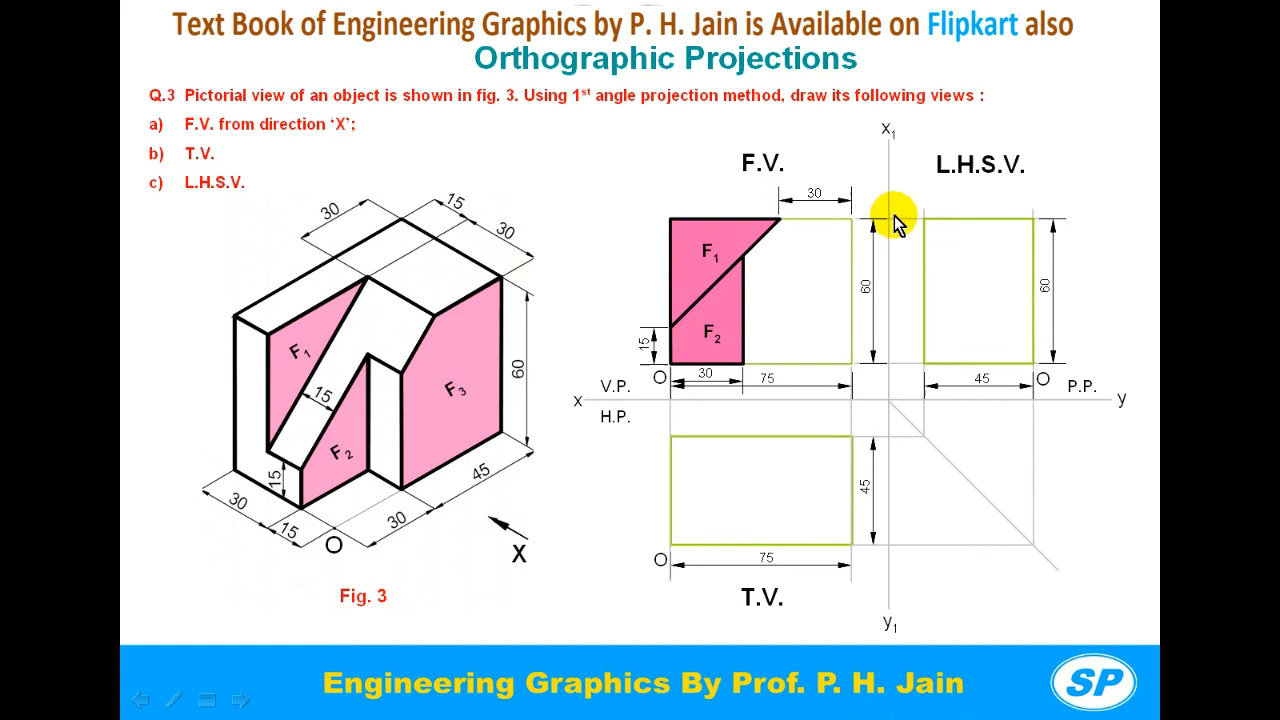 Text Book of Engineering Graphics by P. H. Jain is Available on Flipkart also
Orthographic Projections
Q.3 Pictorial view of an object is shown in fig. 3. Using 1st angle projection method, draw its following views :
a) F.V. from direction ‘X’;
b) T.V.
c) L.H.S.V.
30
15
30
F1
15
F2
F3
60
15
30
15
O
30
45
X
Fig. 3
x1
F.V.
L.H.S.V.
30
F1
F2
60
60
15
O
30
75
45
O
V.P.
P.P.
x
y
H.P.
45
O
75
T.V.
y1
Engineering Graphics By Prof. P. H. Jain
SP